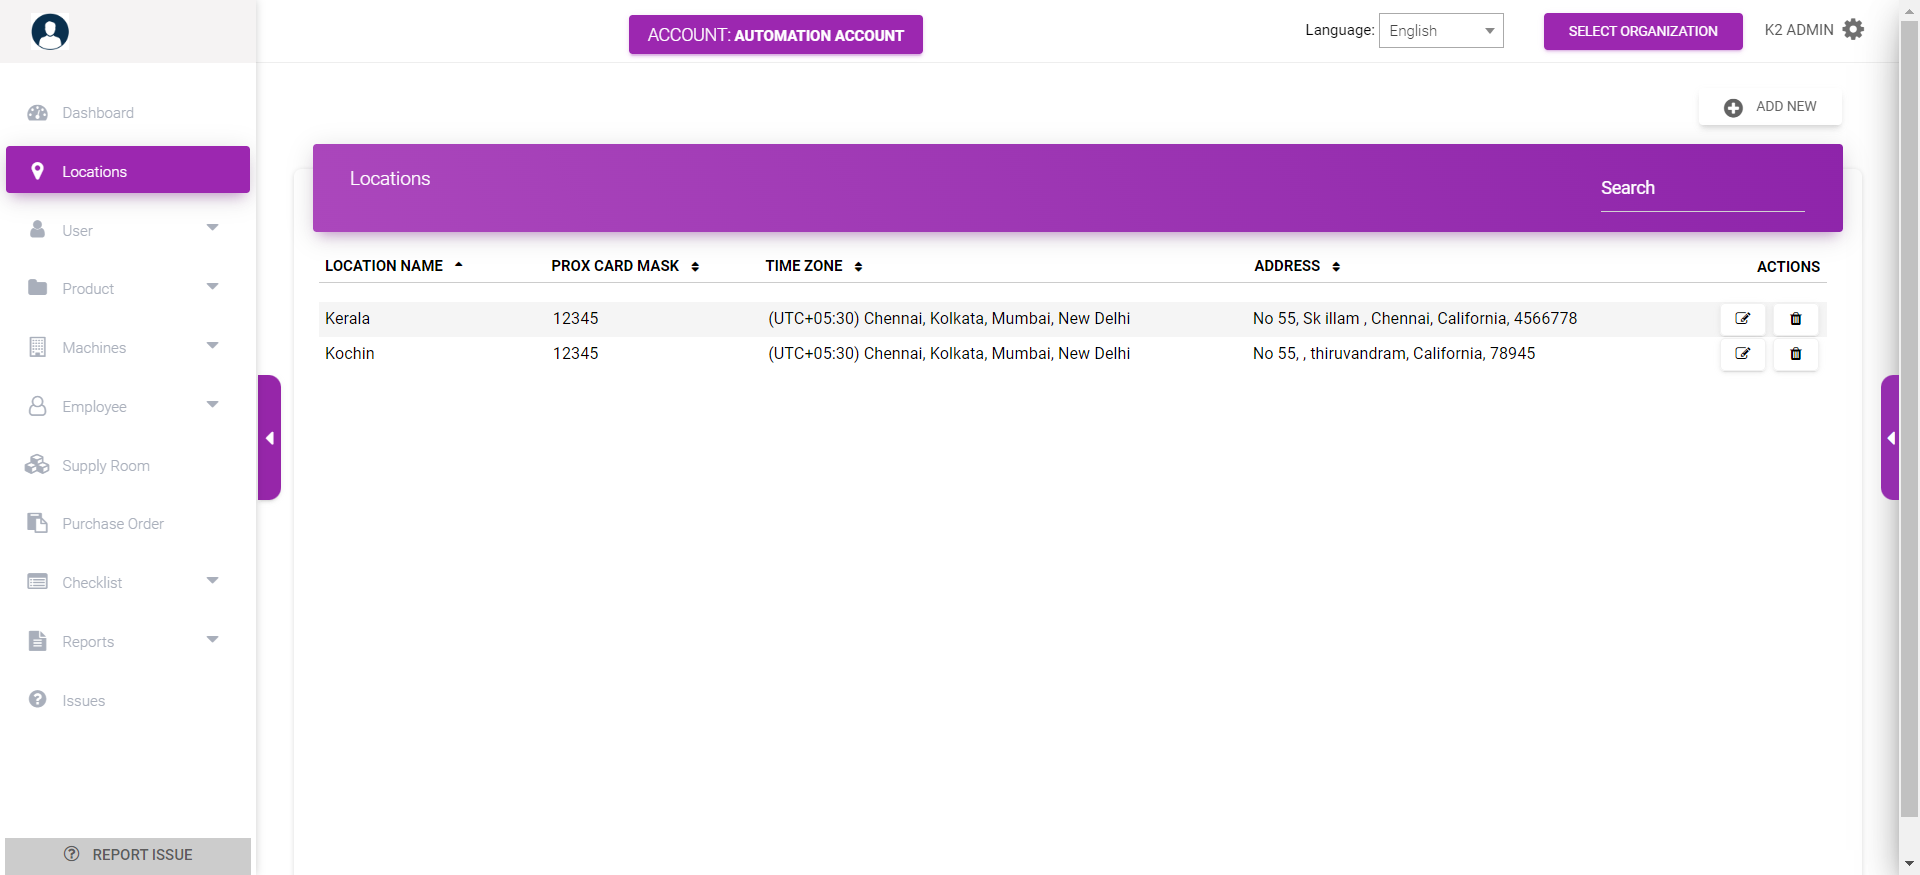 ACCOUNT: AUTOMATION ACCOUNT
Language: English
SELECT ORGANIZATION
K2 ADMIN
Dashboard
Locations
User
Product
Machines
Employee
Supply Room
Purchase Order
Checklist
Reports
Issues
REPORT ISSUE
ADD NEW
Locations
Search
LOCATION NAME PROX CARD MASK TIME ZONE ADDRESS ACTIONS
Kerala 12345 (UTC+05:30) Chennai, Kolkata, Mumbai, New Delhi No 55, Sk illam , Chennai, California, 4566778
Kochin 12345 (UTC+05:30) Chennai, Kolkata, Mumbai, New Delhi No 55, , thiruvandram, California, 78945